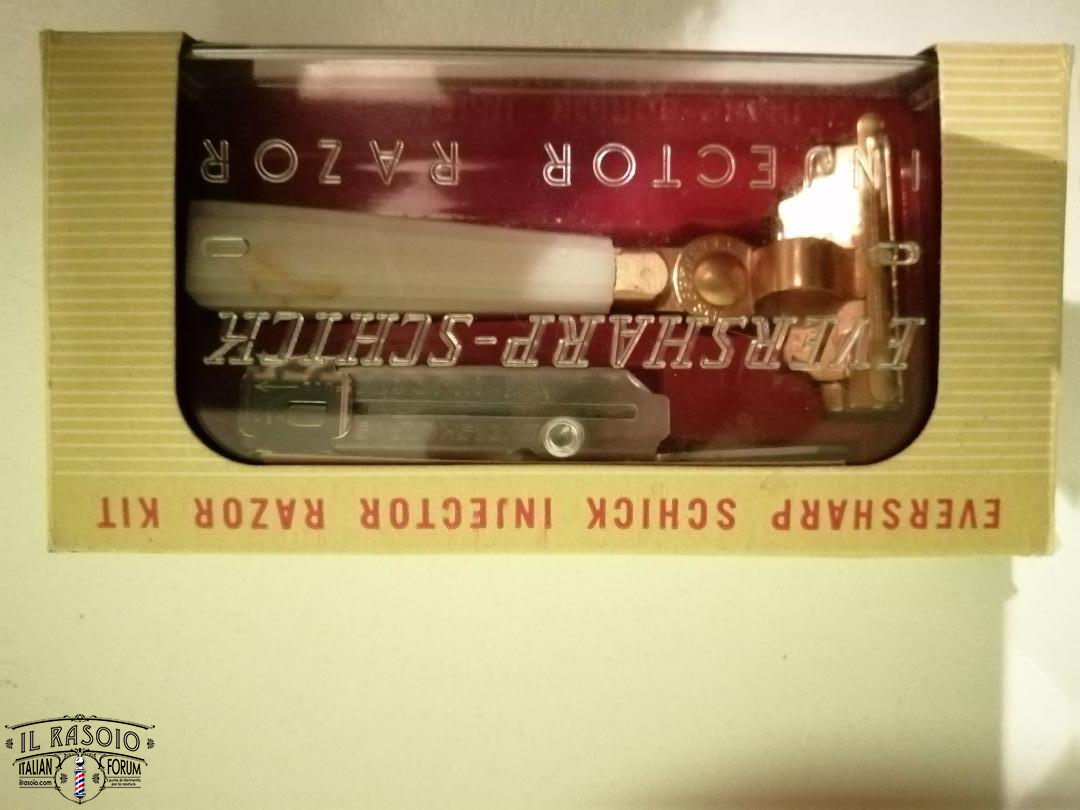 EVERSHARP SCHICK INJECTOR RAZOR KIT
EVERSHARP-SCHICK
INJECTOR RAZOR
IL RASOIO
ITALIAN FORUM
ilrasoio.com